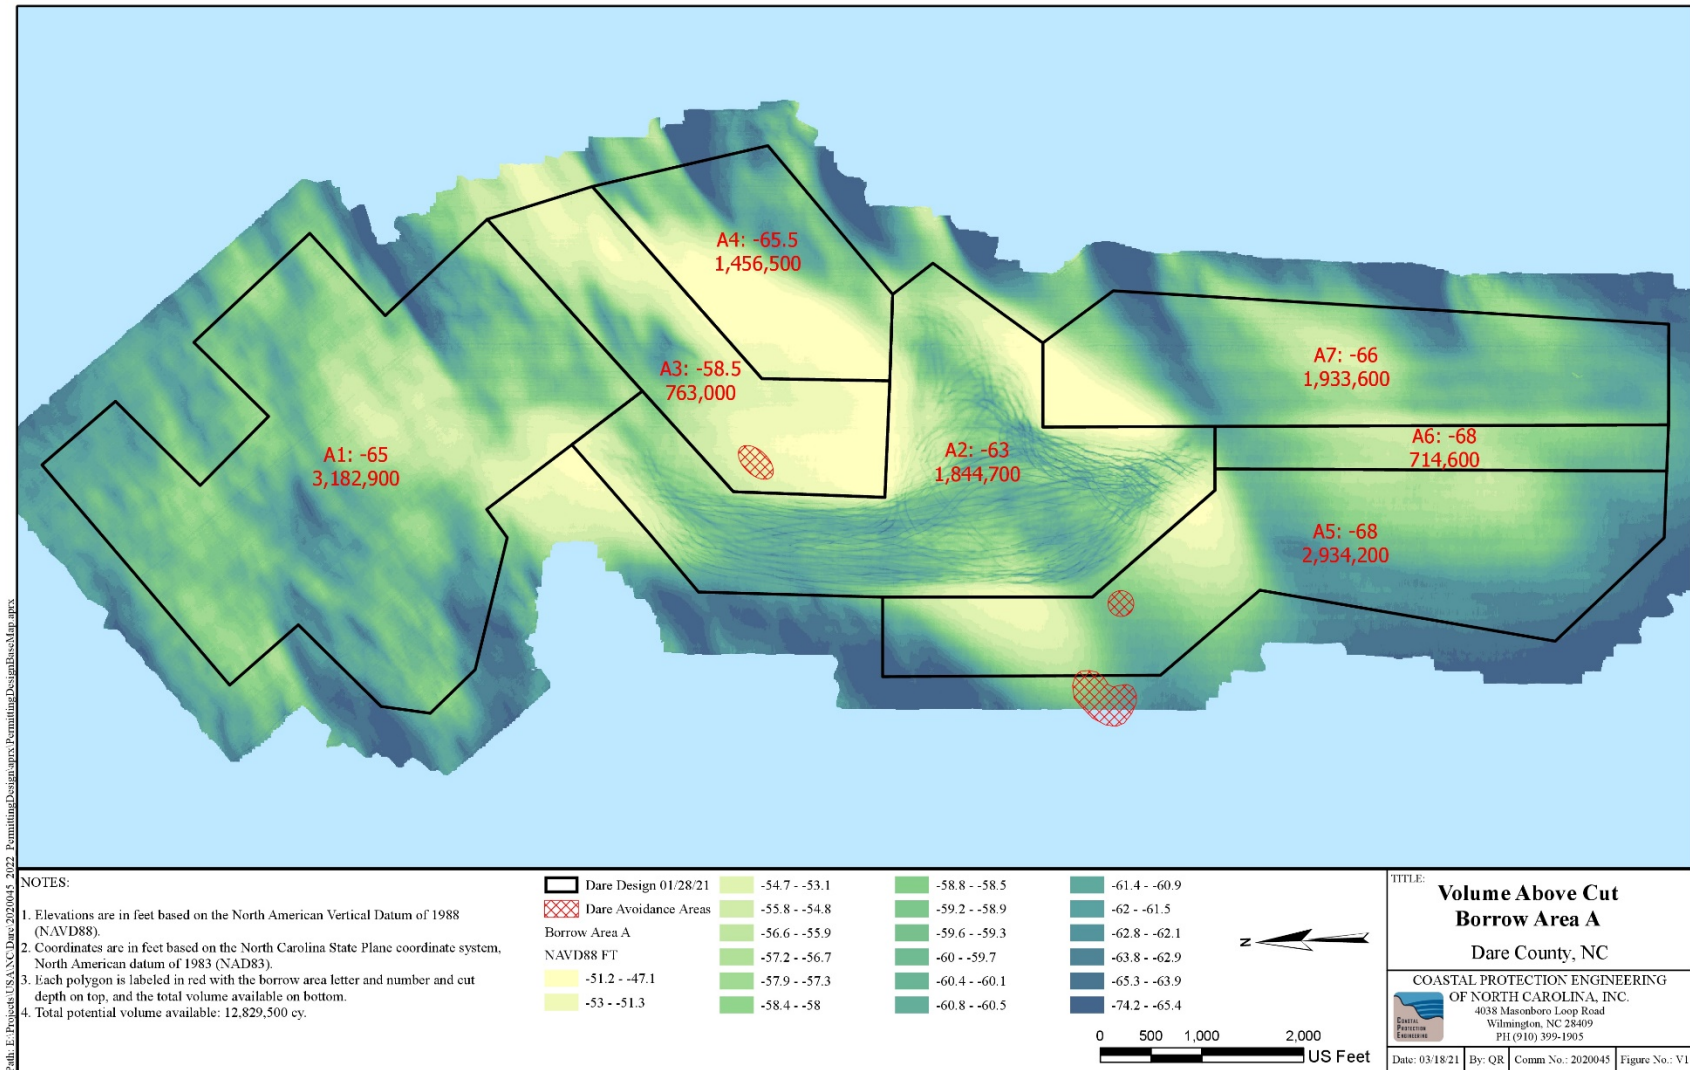 A4: -65.5
1,456,500
A7: -66
1,933,600
A3: -58.5
763,000
A6: -68
714,600
A1: -65
3,182,900
A2: -63
1,844,700
A5: -68
2,934,200
Path: E:\Projects\USA\NC\Dare\2020045_2022_PermittingDesign\aprx\PermittingDesignBaseMap.aprx
NOTES:
1. Elevations are in feet based on the North American Vertical Datum of 1988
(NAVD88).
2. Coordinates are in feet based on the North Carolina State Plane coordinate system,
North American datum of 1983 (NAD83).
3. Each polygon is labeled in red with the borrow area letter and number and cut
depth on top, and the total volume available on bottom.
4. Total potential volume available: 12,829,500 cy.
Dare Design 01/28/21
Dare Avoidance Areas
Borrow Area A
NAVD88 FT
-51.2 - -47.1
-53 - -51.3
-54.7 - -53.1
-55.8 - -54.8
-56.6 - -55.9
-57.2 - -56.7
-57.9 - -57.3
-58.4 - -58
-58.8 - -58.5
-59.2 - -58.9
-59.6 - -59.3
-60 - -59.7
-60.4 - -60.1
-60.8 - -60.5
-61.4 - -60.9
-62 - -61.5
-62.8 - -62.1
-63.8 - -62.9
-65.3 - -63.9
-74.2 - -65.4
N
0 500 1,000 2,000
US Feet
TITLE:
Volume Above Cut
Borrow Area A
Dare County, NC
COASTAL PROTECTION ENGINEERING
OF NORTH CAROLINA, INC.
4038 Masonboro Loop Road
Wilmington, NC 28409
PH (910) 399-1905
COASTAL
PROTECTION
ENGINEERING
Date: 03/18/21 By: QR Comm No.: 2020045 Figure No.: V1